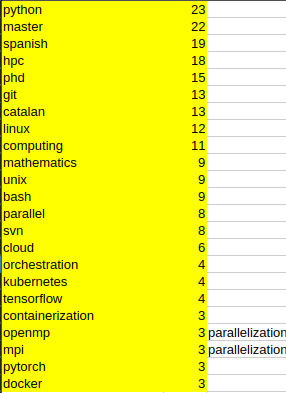 python 23
master 22
spanish 19
hpc 18
phd 15
git 13
catalan 13
linux 12
computing 11
mathematics 9
unix 9
bash 9
parallel 8
svn 8
cloud 6
orchestration 4
kubernetes 4
tensorflow 4
containerization 3
openmp 3 parallelization
mpi 3 parallelization
pytorch 3
docker 3